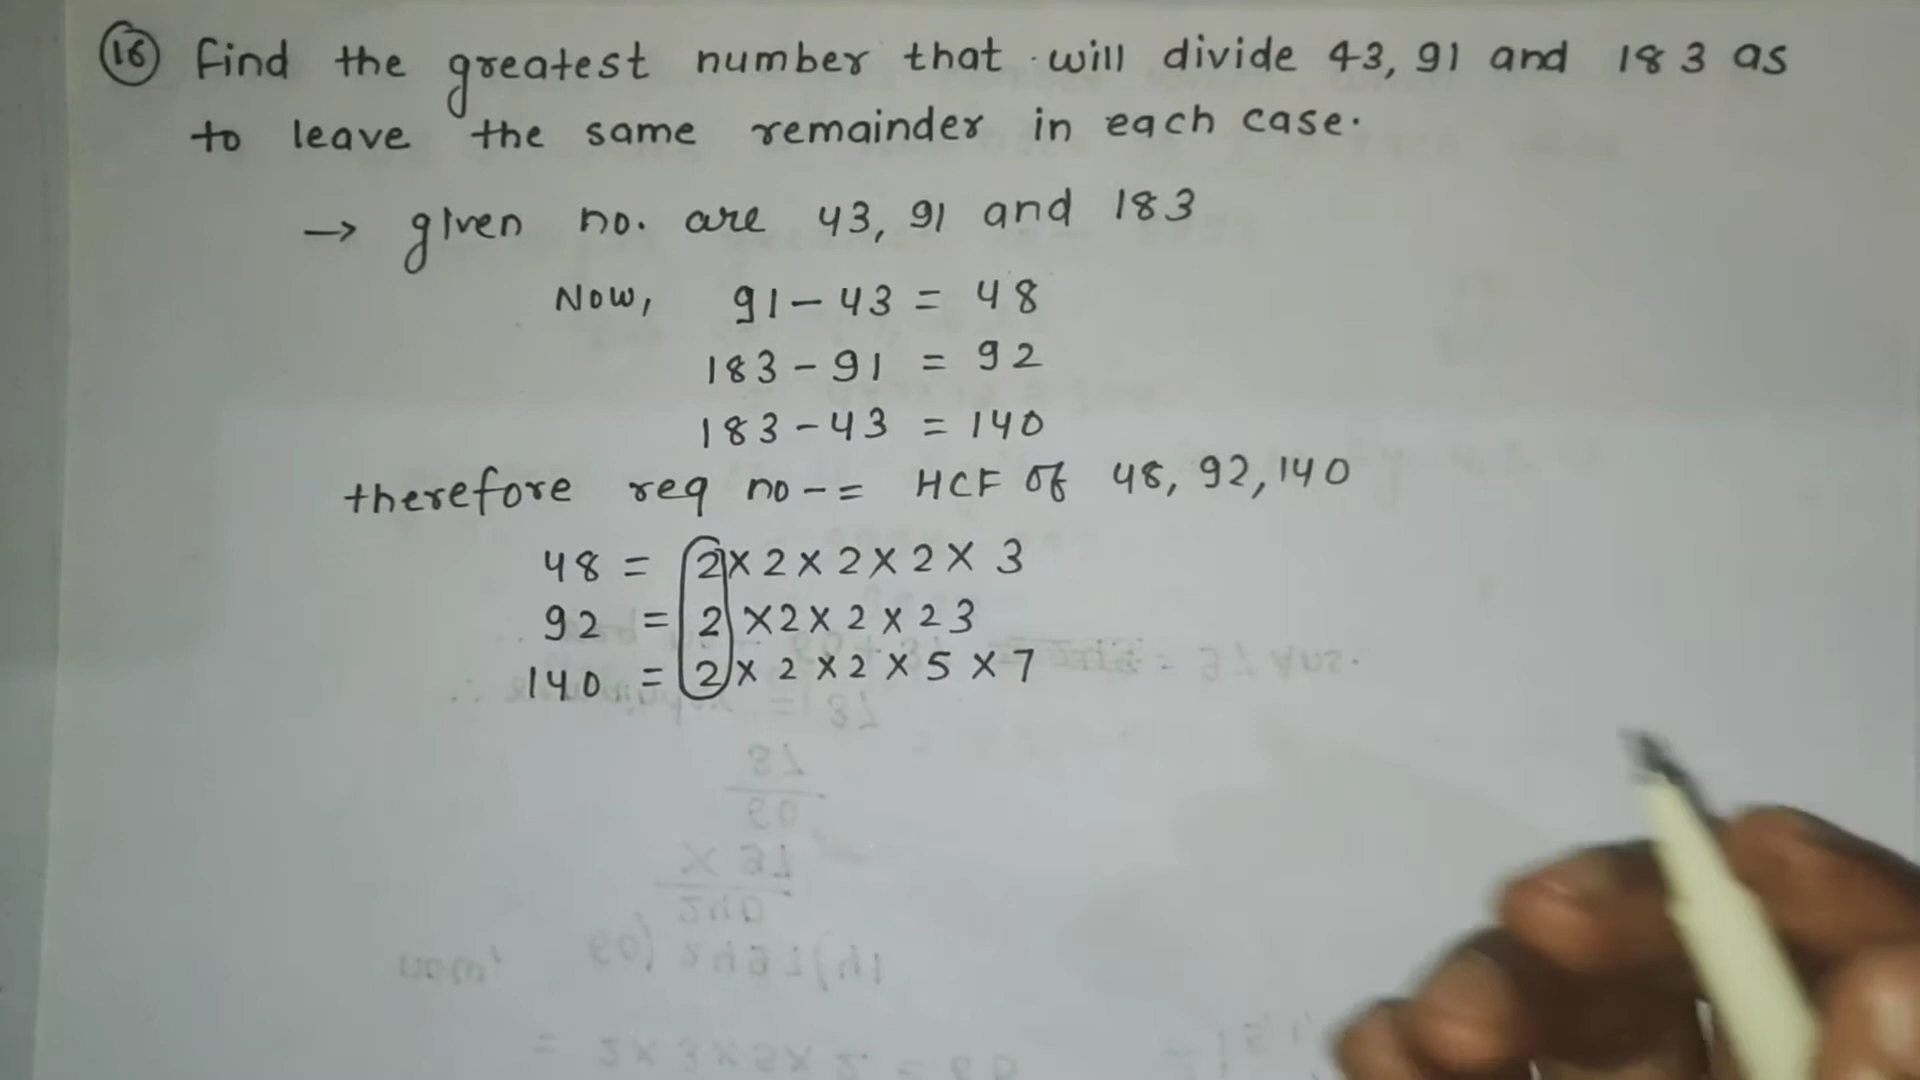 16 Find the greatest number that will divide 43, 91 and 183 as
to leave the same remainder in each case.
→ given no. are 43, 91 and 183
Now, 91 - 43 = 48
183 - 91 = 92
183 - 43 = 140
therefore req no - = HCF of 48, 92, 140
48 = 2 × 2 × 2 × 2 × 3
92 = 2 × 2 × 2 × 23
140 = 2 × 2 × 2 × 5 × 7